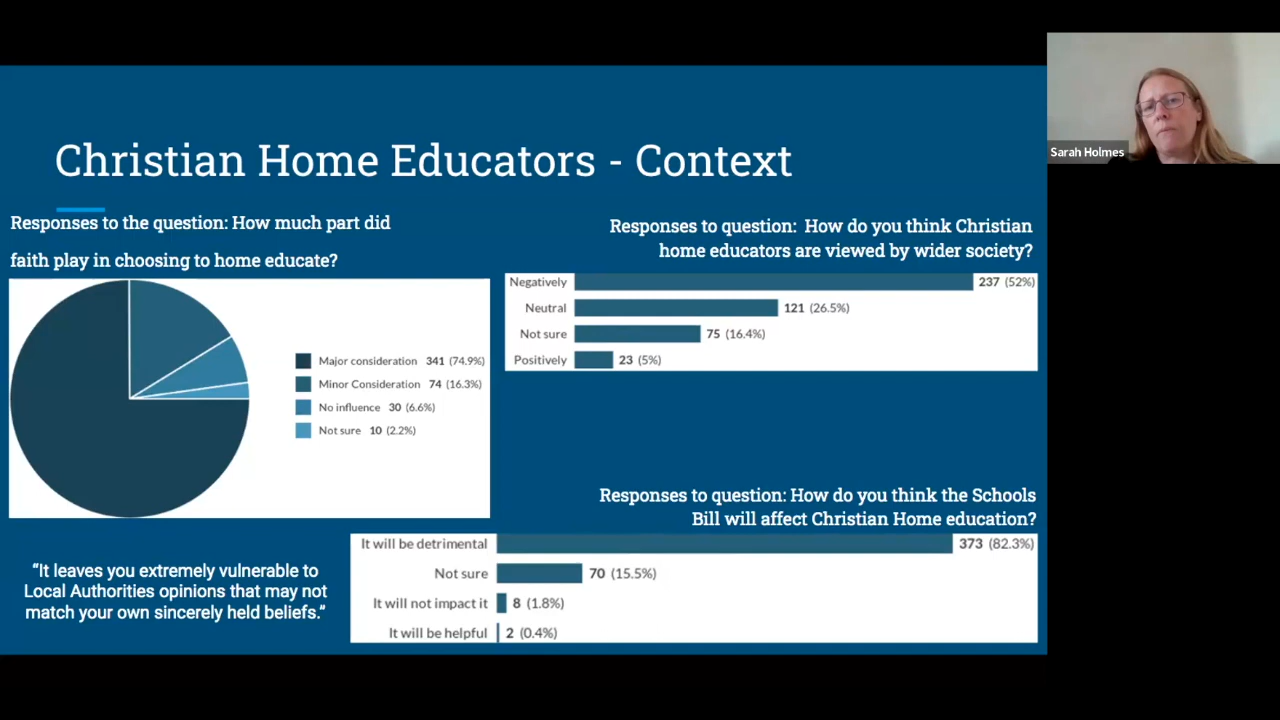 Christian Home Educators - Context
Responses to the question: How much part did
faith play in choosing to home educate?
Major consideration 341 (74.9%)
Minor Consideration 74 (16.3%)
No influence 30 (6.6%)
Not sure 10 (2.2%)
Responses to question: How do you think Christian
home educators are viewed by wider society?
Negatively 237 (52%)
Neutral 121 (26.5%)
Not sure 75 (16.4%)
Positively 23 (5%)
Responses to question: How do you think the Schools
Bill will affect Christian Home education?
It will be detrimental 373 (82.3%)
Not sure 70 (15.5%)
It will not impact it 8 (1.8%)
It will be helpful 2 (0.4%)
“It leaves you extremely vulnerable to
Local Authorities opinions that may not
match your own sincerely held beliefs.”
Sarah Holmes